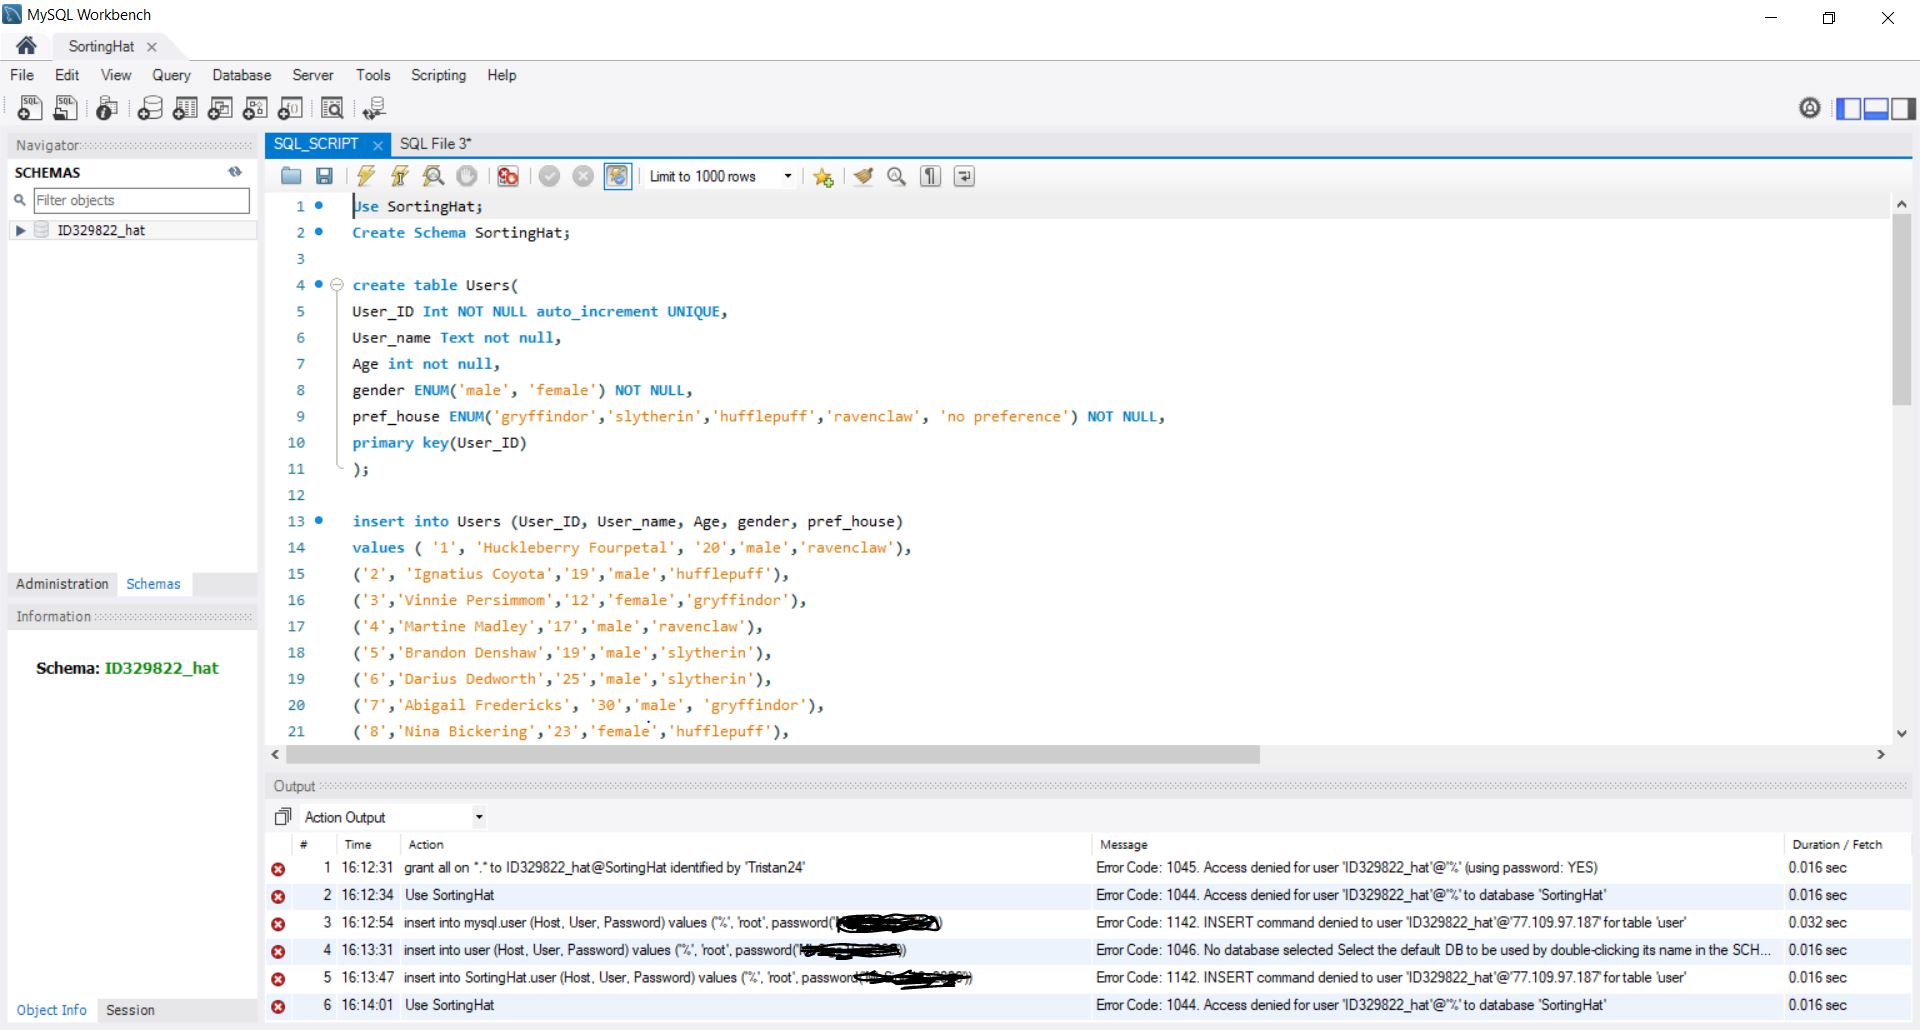 MySQL Workbench
SortingHat
File Edit View Query Database Server Tools Scripting Help
Navigator
SCHEMAS
Filter objects
ID329822_hat
Administration Schemas
Information
Schema: ID329822_hat
Object Info Session
SQL_SCRIPT SQL File 3*
Limit to 1000 rows
1 Use SortingHat;
2 Create Schema SortingHat;
3
4 create table Users(
5 User_ID Int NOT NULL auto_increment UNIQUE,
6 User_name Text not null,
7 Age int not null,
8 gender ENUM('male', 'female') NOT NULL,
9 pref_house ENUM('gryffindor','slytherin','hufflepuff','ravenclaw', 'no preference') NOT NULL,
10 primary key(User_ID)
11 );
12
13 insert into Users (User_ID, User_name, Age, gender, pref_house)
14 values ( '1', 'Huckleberry Fourpetal', '20','male','ravenclaw'),
15 ('2', 'Ignatius Coyota','19','male','hufflepuff'),
16 ('3','Vinnie Persimmom','12','female','gryffindor'),
17 ('4','Martine Madley','17','male','ravenclaw'),
18 ('5','Brandon Denshaw','19','male','slytherin'),
19 ('6','Darius Dedworth','25','male','slytherin'),
20 ('7','Abigail Fredericks', '30','male', 'gryffindor'),
21 ('8','Nina Bickering','23','female','hufflepuff'),
Output
Action Output
# Time Action Message Duration / Fetch
1 16:12:31 grant all on *.* to ID329822_hat@SortingHat identified by 'Tristan24' Error Code: 1045. Access denied for user 'ID329822_hat'@'%' (using password: YES) 0.016 sec
2 16:12:34 Use SortingHat Error Code: 1044. Access denied for user 'ID329822_hat'@'%' to database 'SortingHat' 0.016 sec
3 16:12:54 insert into mysql.user (Host, User, Password) values ('%', 'root', password(' Error Code: 1142. INSERT command denied to user 'ID329822_hat'@'77.109.97.187' for table 'user' 0.032 sec
4 16:13:31 insert into user (Host, User, Password) values ('%', 'root', password(' Error Code: 1046. No database selected Select the default DB to be used by double-clicking its name in the SCH... 0.016 sec
5 16:13:47 insert into SortingHat.user (Host, User, Password) values ('%', 'root', password( Error Code: 1142. INSERT command denied to user 'ID329822_hat'@'77.109.97.187' for table 'user' 0.016 sec
6 16:14:01 Use SortingHat Error Code: 1044. Access denied for user 'ID329822_hat'@'%' to database 'SortingHat' 0.016 sec